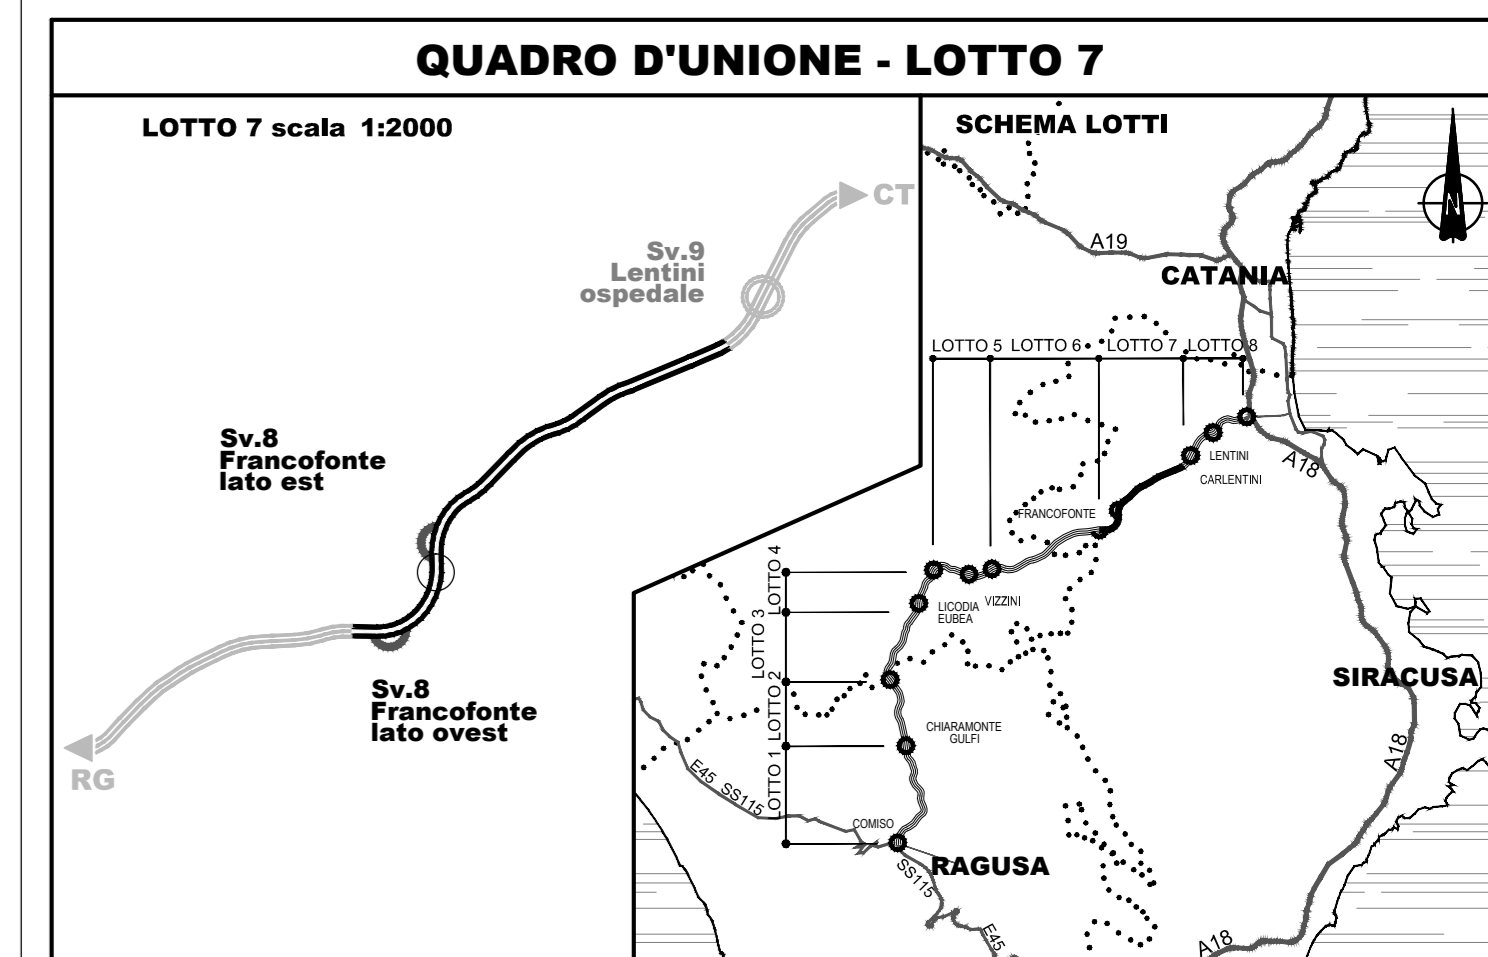 QUADRO D'UNIONE - LOTTO 7
LOTTO 7 scala 1:2000
CT
Sv.9
Lentini
ospedale
Sv.8
Francofonte
lato est
Sv.8
Francofonte
lato ovest
RG
SCHEMA LOTTI
N
A19
CATANIA
LOTTO 5
LOTTO 6
LOTTO 7
LOTTO 8
LENTINI
A18
CARLENTINI
FRANCOFONTE
LOTTO 4
VIZZINI
LICODIA
EUBEA
LOTTO 3
SIRACUSA
LOTTO 2
CHIARAMONTE
GULFI
A18
LOTTO 1
E45 SS115
COMISO
RAGUSA
SS115
E45
A18